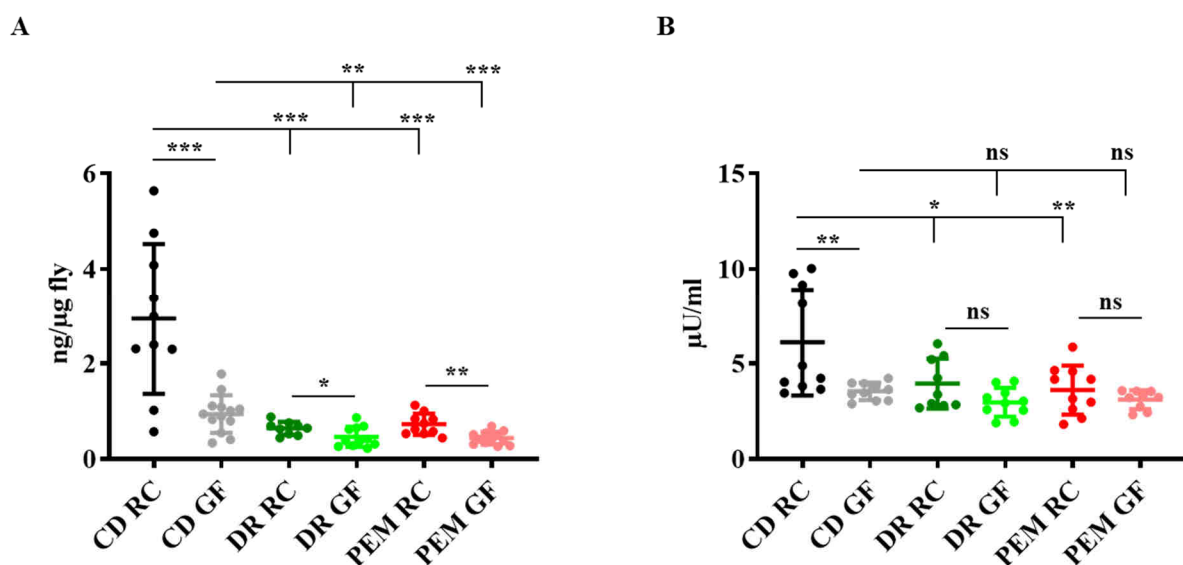 A
B
** ***
*** *** ***
***
6
4
2
0
ng/μg fly
* **
CD RC
CD GF
DR RC
DR GF
PEM RC
PEM GF
ns ns
* **
**
15
10
5
0
μU/ml
ns ns
CD RC
CD GF
DR RC
DR GF
PEM RC
PEM GF